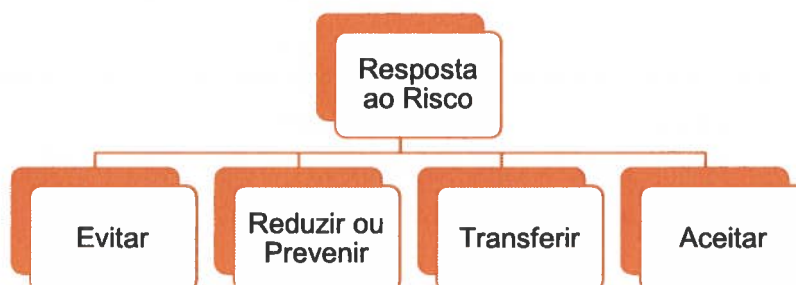 Resposta
ao Risco
Evitar
Reduzir ou
Prevenir
Transferir
Aceitar